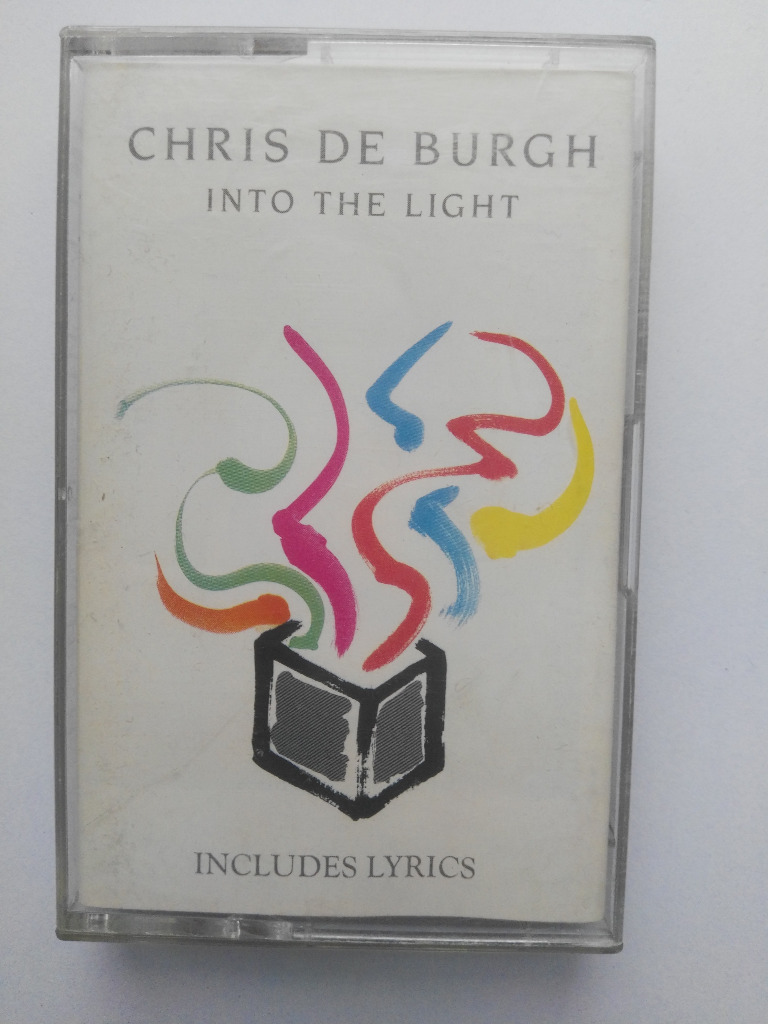 CHRIS DE BURGH
INTO THE LIGHT
INCLUDES LYRICS